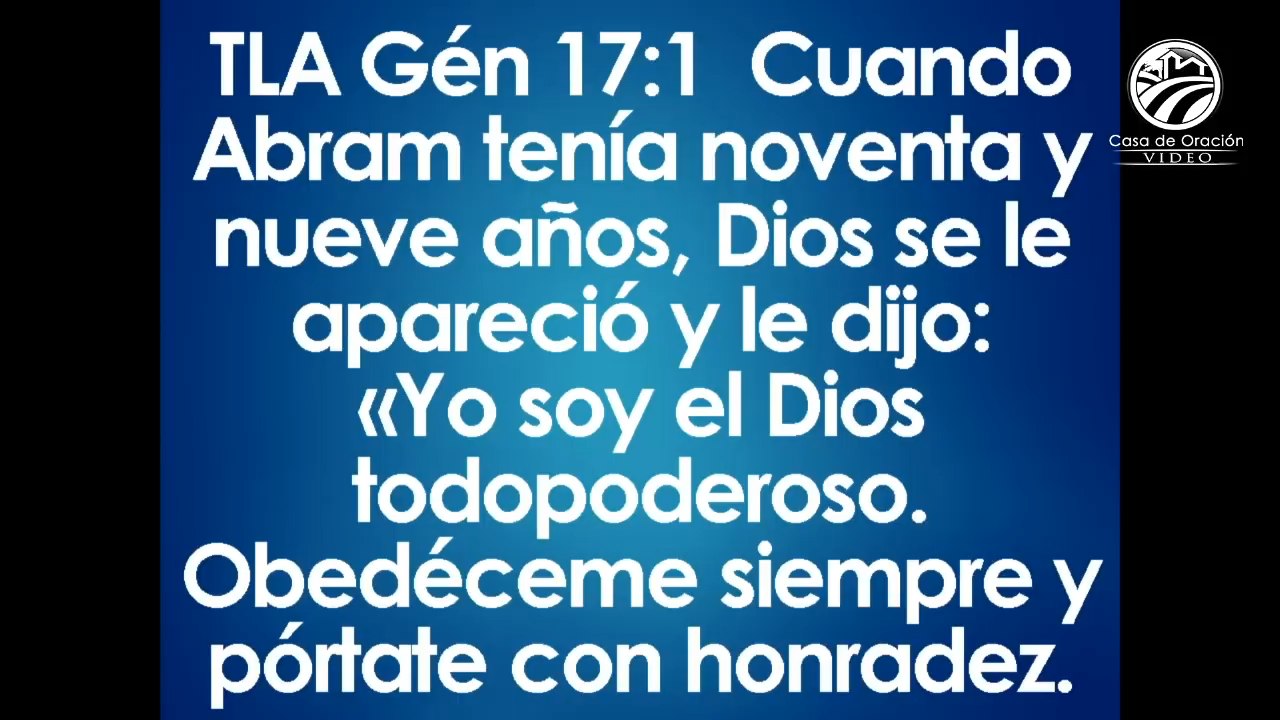 TLA Gén 17:1  Cuando
Abram tenía noventa y
nueve años, Dios se le
apareció y le dijo:
«Yo soy el Dios
todopoderoso.
Obedéceme siempre y
pórtate con honradez.
Casa de Oración
VIDEO